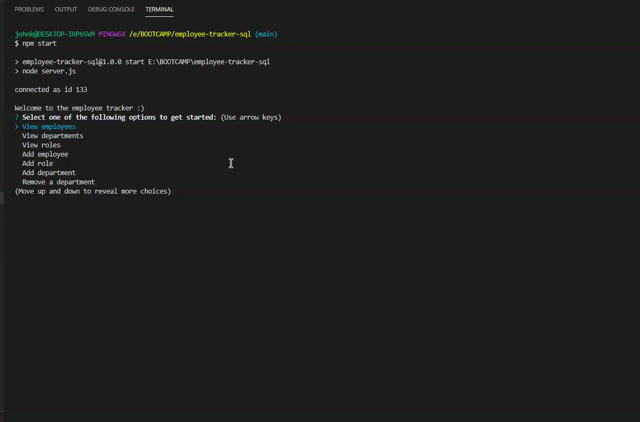 PROBLEMS OUTPUT DEBUG CONSOLE TERMINAL
johnk@DESKTOP-IRP6SVM MINGW64 /e/BOOTCAMP/employee-tracker-sql (main)
$ npm start
> employee-tracker-sql@1.0.0 start E:\BOOTCAMP\employee-tracker-sql
> node server.js
connected as id 133
Welcome to the employee tracker :)
? Select one of the following options to get started: (Use arrow keys)
> View employees
View departments
View roles
Add employee
Add role
Add department
Remove a department
(Move up and down to reveal more choices)